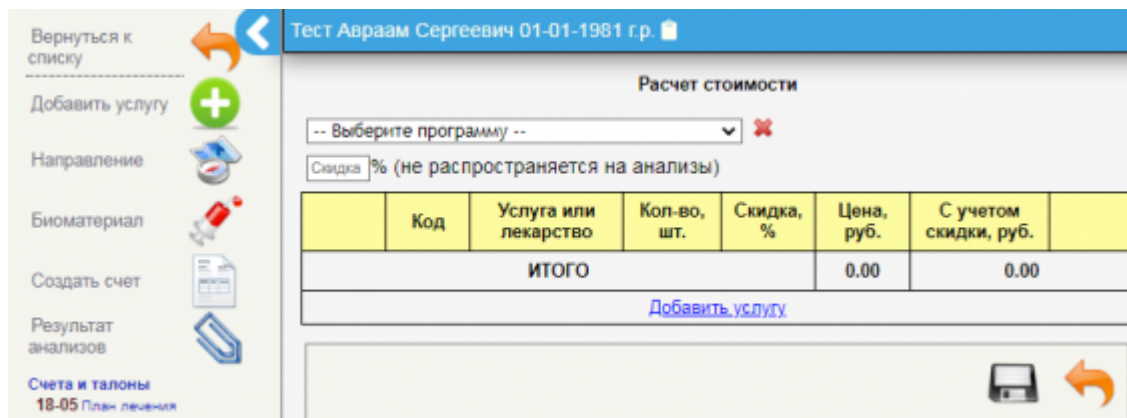 Вернуться к
списку
Добавить услугу
Направление
Биоматериал
Создать счет
Результат
анализов
Счета и талоны
18-05 План лечения
Тест Авраам Сергеевич 01-01-1981 г.р.
Расчет стоимости
-- Выберите программу --
Скидка % (не распространяется на анализы)
Код Услуга или Кол-во, Скидка, Цена, С учетом
лекарство шт. % руб. скидки, руб.
ИТОГО 0.00 0.00
Добавить услугу